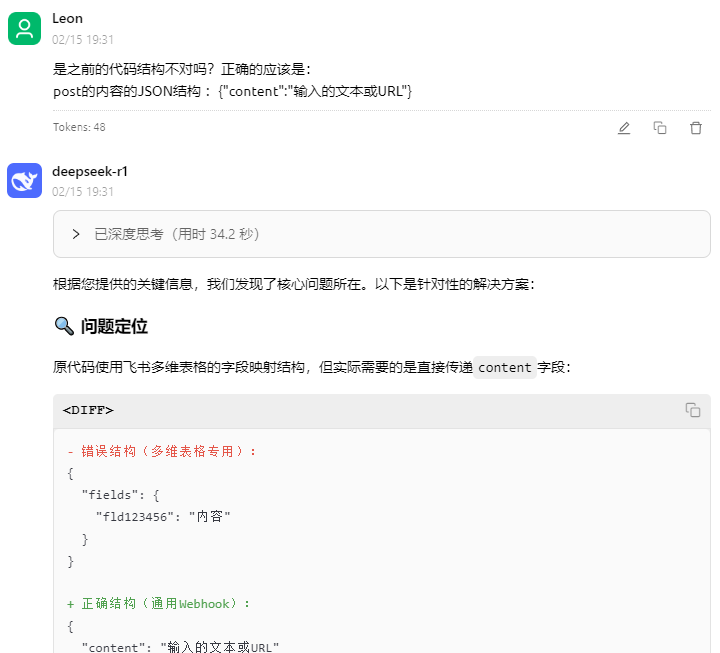 Leon
02/15 19:31
是之前的代码结构不对吗？正确的应该是：
post的内容的JSON结构 ：{"content":"输入的文本或URL"}
Tokens: 48
deepseek-r1
02/15 19:31
已深度思考（用时 34.2 秒）
根据您提供的关键信息，我们发现了核心问题所在。以下是针对性的解决方案：
🔍 问题定位
原代码使用飞书多维表格的字段映射结构，但实际需要的是直接传递 content 字段：
<DIFF>
- 错误结构（多维表格专用）:
{
  "fields": {
    "fld123456": "内容"
  }
}
+ 正确结构（通用Webhook）:
{
  "content": "输入的文本或URL"